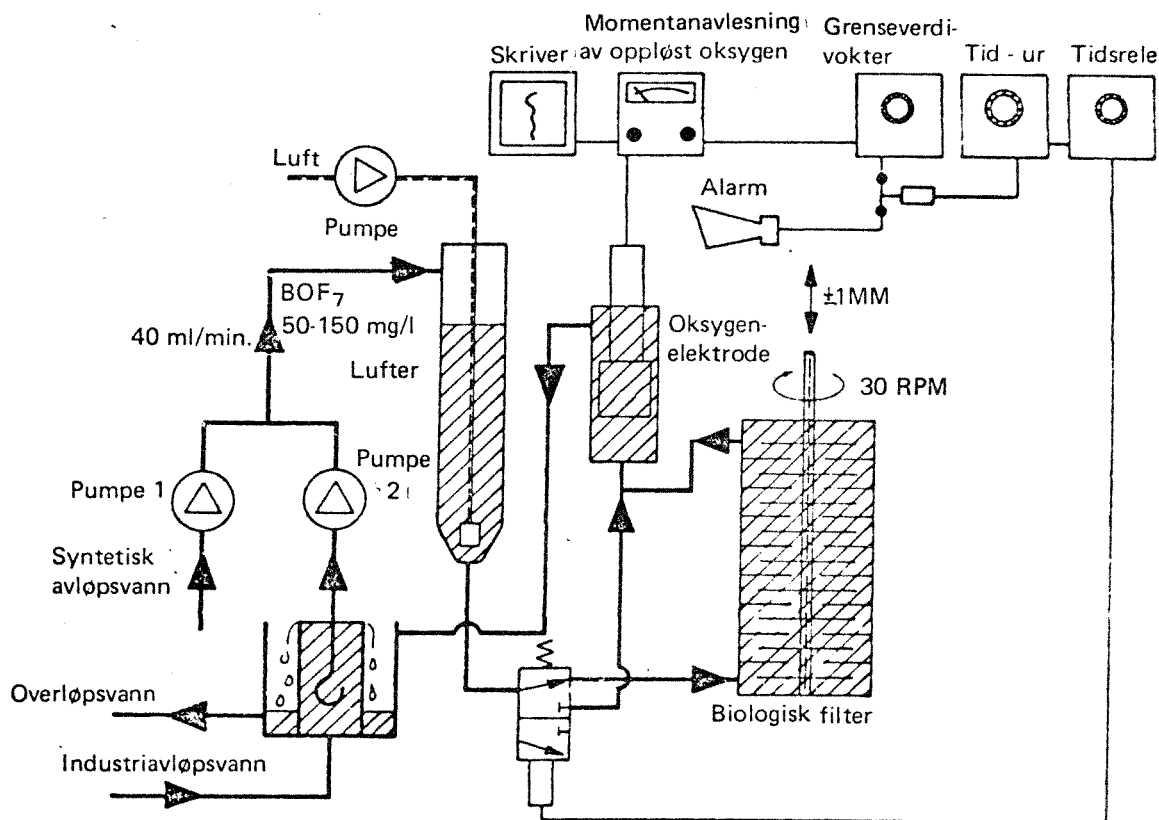 Momentanavlesning
av oppløst oksygen
Skriver
Grenseverdi-
vokter
Tid - ur
Tidsrele
Luft
Pumpe
Alarm
±1MM
BOF7
50-150 mg/l
40 ml/min.
Lufter
Oksygen-
elektrode
30 RPM
Pumpe 1
Pumpe
2
Syntetisk
avløpsvann
Overløpsvann
Biologisk filter
Industriavløpsvann